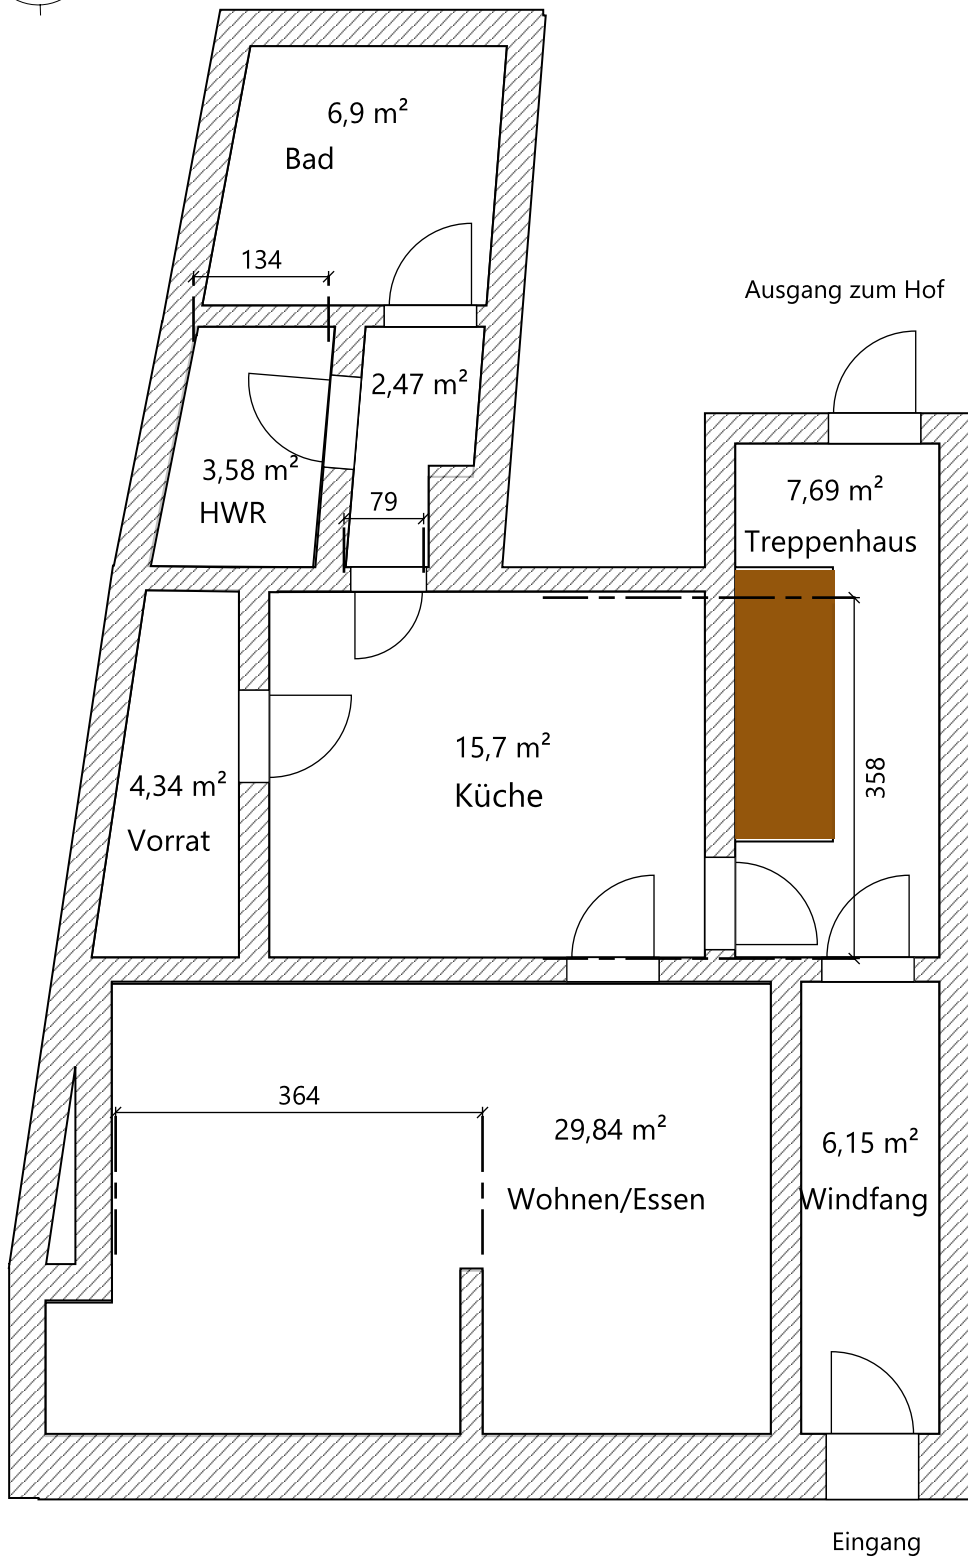 6,9 m²
Bad
134
Ausgang zum Hof
2,47 m²
3,58 m²
HWR
79
7,69 m²
Treppenhaus
15,7 m²
Küche
358
4,34 m²
Vorrat
364
29,84 m²
Wohnen/Essen
6,15 m²
Windfang
Eingang